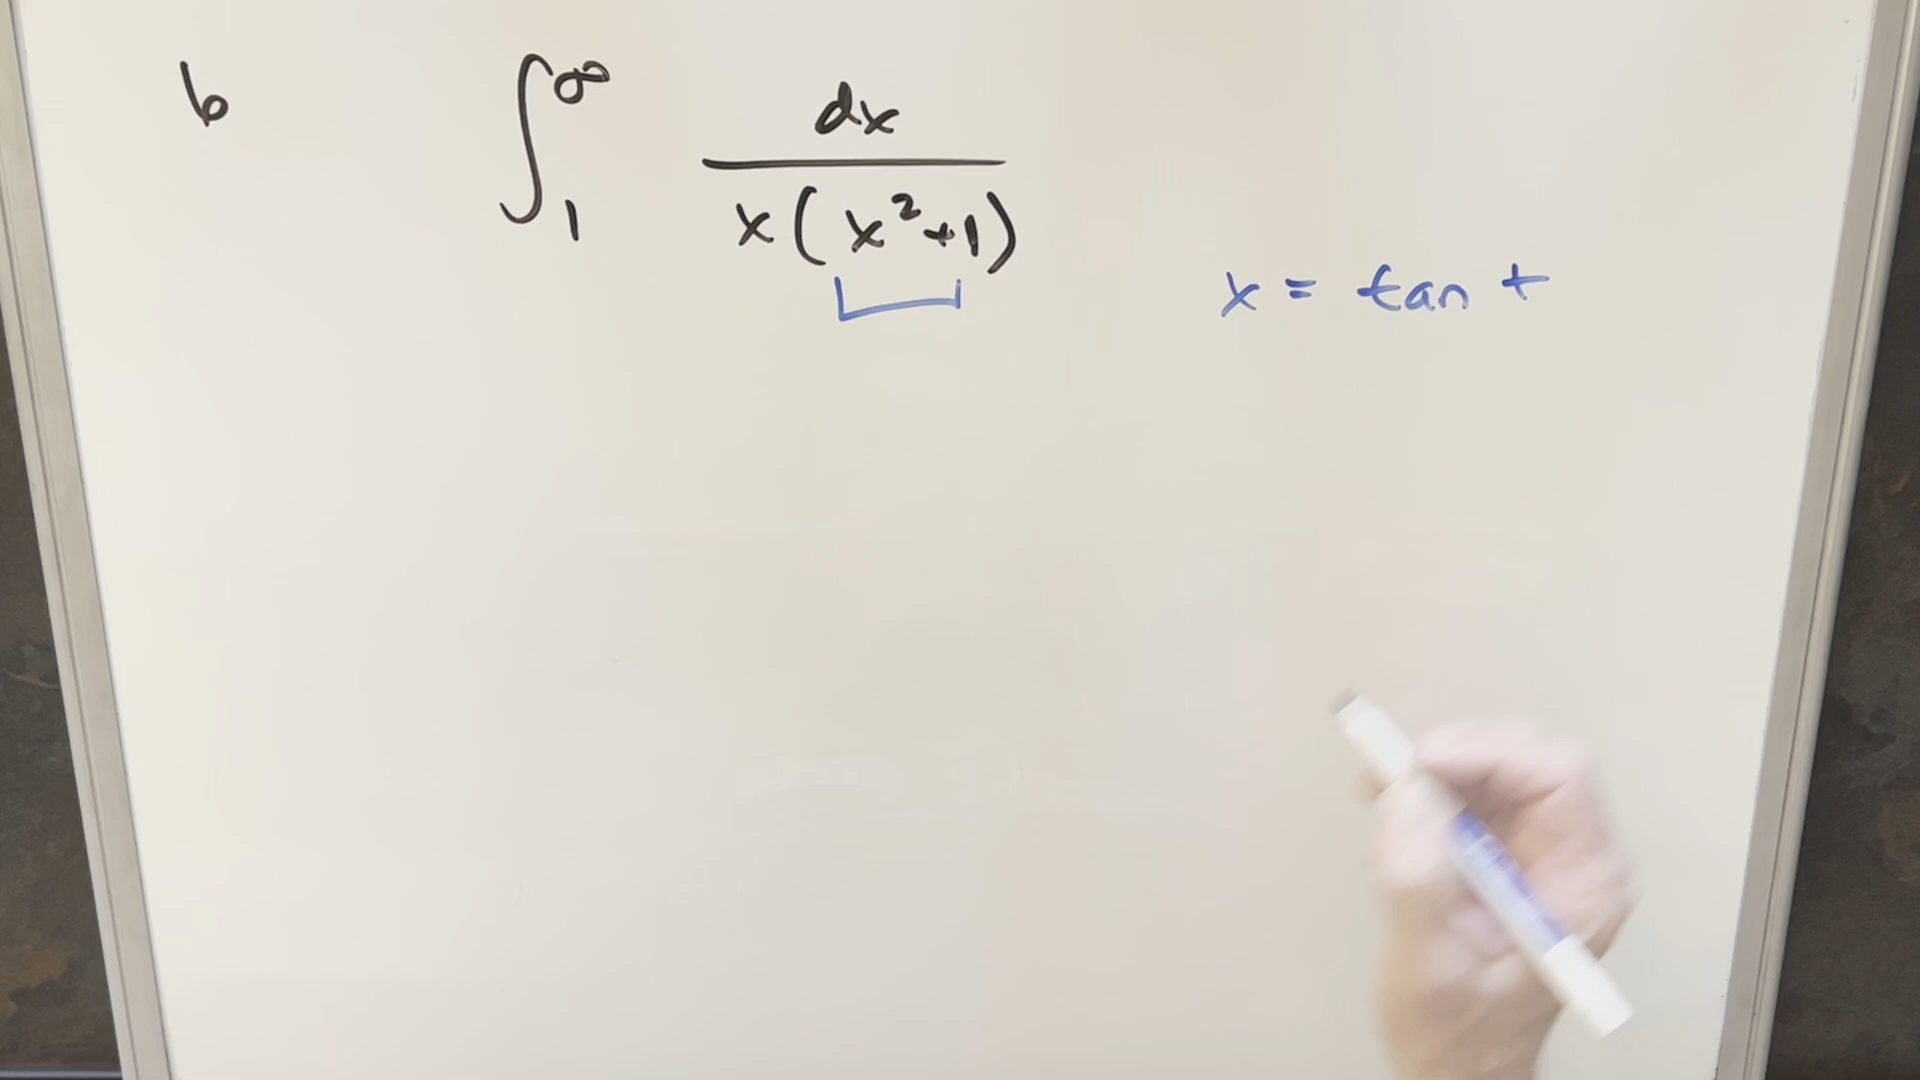 6 ∫₁^∞ dx / x(x²+1)
x = tan t